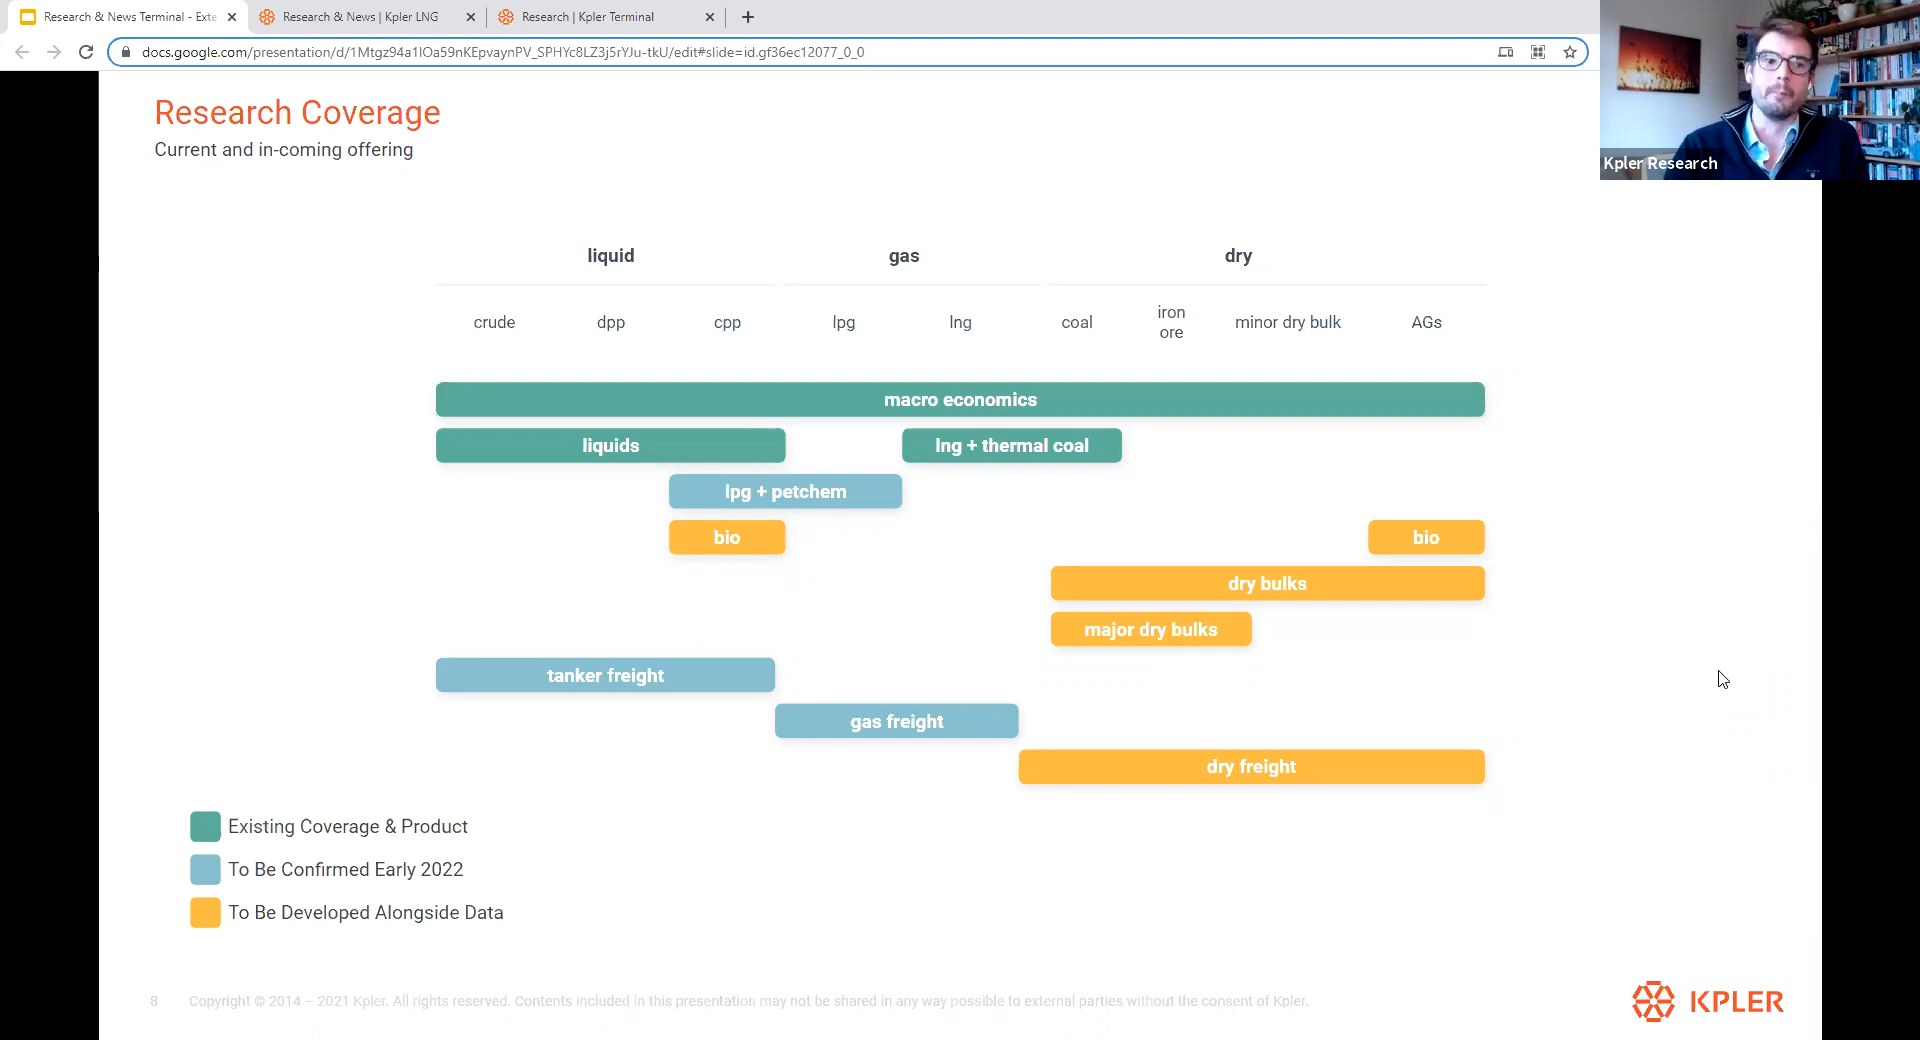 Research & News Terminal - Exte
Research & News | Kpler LNG
Research | Kpler Terminal
docs.google.com/presentation/d/1Mtgz94a1lOa59nKEpvaynPV_SPHYc8LZ3j5rYJu-tkU/edit#slide=id.gf36ec12077_0_0
Kpler Research
Research Coverage
Current and in-coming offering
liquid gas dry
crude dpp cpp lpg lng coal iron ore minor dry bulk AGs
macro economics
liquids lng + thermal coal
lpg + petchem
bio bio
dry bulks
major dry bulks
tanker freight
gas freight
dry freight
Existing Coverage & Product
To Be Confirmed Early 2022
To Be Developed Alongside Data
8 Copyright © 2014 – 2021 Kpler. All rights reserved. Contents included in this presentation may not be shared in any way possible to external parties without the consent of Kpler.
KPLER